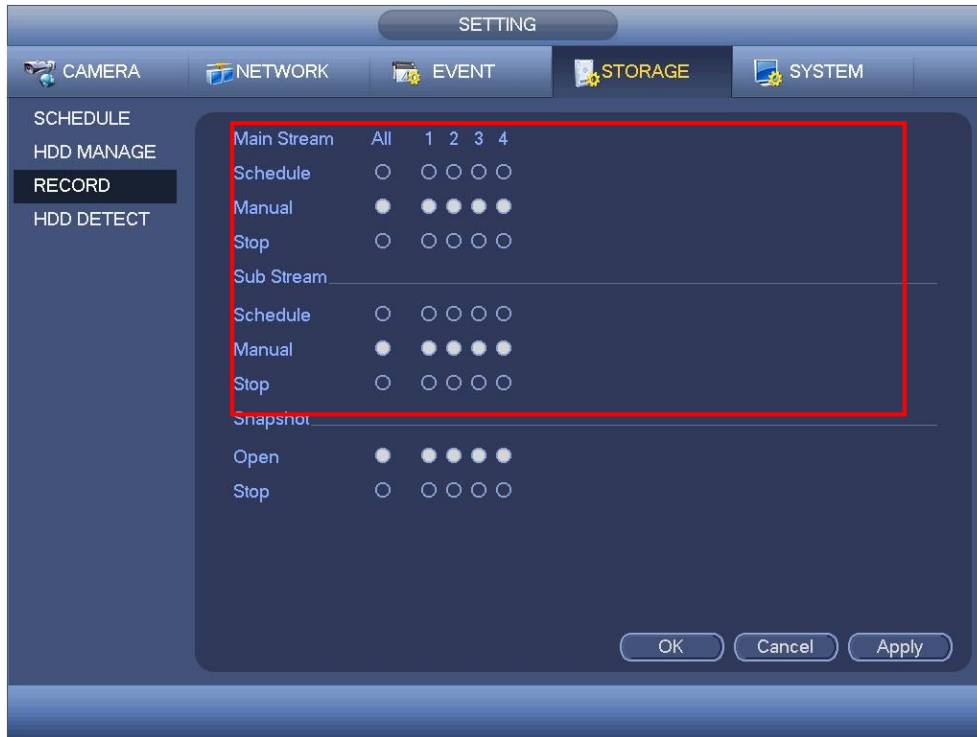 SETTING
CAMERA NETWORK EVENT STORAGE SYSTEM
SCHEDULE
HDD MANAGE
RECORD
HDD DETECT
Main Stream All 1 2 3 4
Schedule
Manual
Stop
Sub Stream
Schedule
Manual
Stop
Snapshot
Open
Stop
OK Cancel Apply